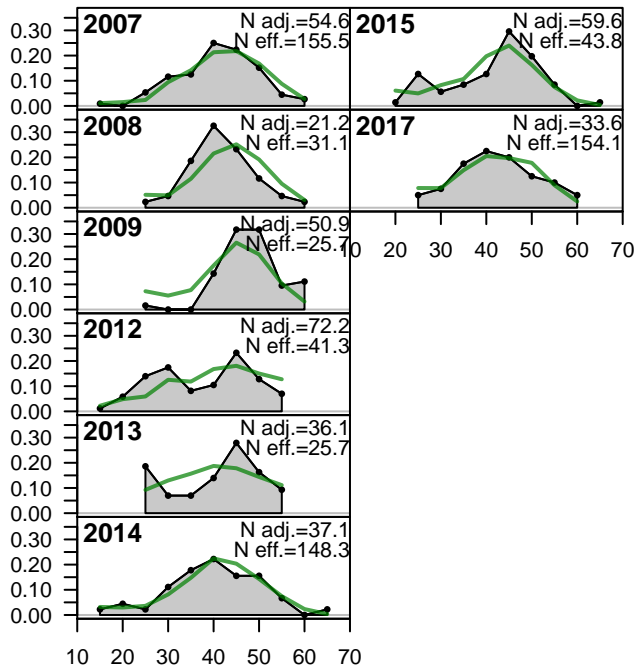 2007
N adj.=54.6
N eff.=155.5
0.30
0.20
0.10
0.00
2008
N adj.=21.2
N eff.=31.1
0.30
0.20
0.10
0.00
2009
N adj.=50.9
N eff.=25.7
0.30
0.20
0.10
0.00
2012
N adj.=72.2
N eff.=41.3
0.30
0.20
0.10
0.00
2013
N adj.=36.1
N eff.=25.7
0.30
0.20
0.10
0.00
2014
N adj.=37.1
N eff.=148.3
0.30
0.20
0.10
0.00
10 20 30 40 50 60 70
2015
N adj.=59.6
N eff.=43.8
2017
N adj.=33.6
N eff.=154.1
10 20 30 40 50 60 70